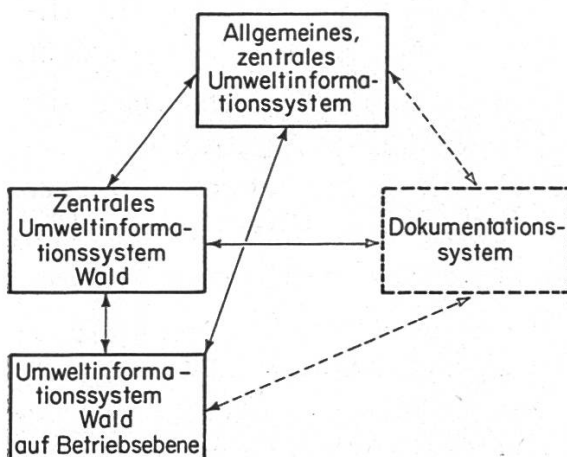 Allgemeines,
zentrales
Umweltinforma-
tionssystem
Zentrales
Umweltinforma-
tionssystem
Wald
Dokumentations-
system
Umweltinforma-
tionssystem
Wald
auf Betriebsebene